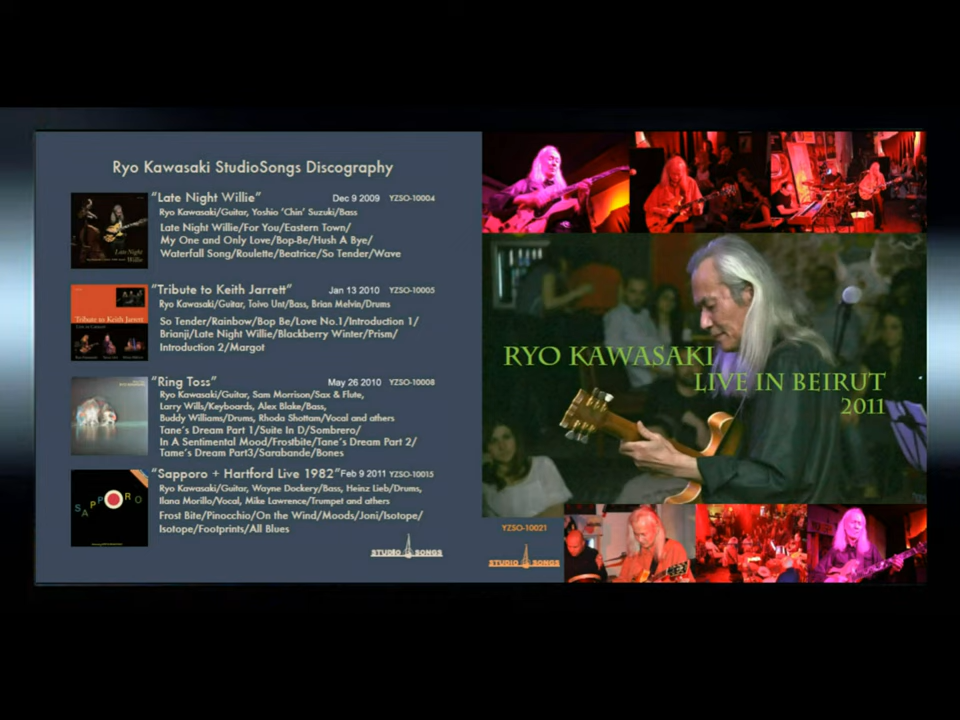 Ryo Kawasaki StudioSongs Discography
"Late Night Willie" Dec 9 2009 YZSO-10004
Ryo Kawasaki/Guitar, Yoshio 'Chin' Suzuki/Bass
Late Night Willie/For You/Eastern Town/
My One and Only Love/Bop-Be/Hush A Bye/
Waterfall Song/Roulette/Beatrice/So Tender/Wave
Late Night
Willie
"Tribute to Keith Jarrett" Jan 13 2010 YZSO-10005
Ryo Kawasaki/Guitar, Toivo Unt/Bass, Brian Melvin/Drums
So Tender/Rainbow/Bop Be/Love No.1/Introduction 1/
Brianji/Late Night Willie/Blackberry Winter/Prism/
Introduction 2/Margot
Tribute to Keith Jarrett
"Ring Toss" May 26 2010 YZSO-10008
Ryo Kawasaki/Guitar, Sam Morrison/Sax & Flute,
Larry Wills/Keyboards, Alex Blake/Bass,
Buddy Williams/Drums, Rhoda Shottam/Vocal and others
Tane's Dream Part 1/Suite In D/Sombrero/
In A Sentimental Mood/Frostbite/Tane's Dream Part 2/
Tame's Dream Part3/Sarabande/Bones
"Sapporo + Hartford Live 1982" Feb 9 2011 YZSO-10015
Ryo Kawasaki/Guitar, Wayne Dockery/Bass, Heinz Lieb/Drums,
Ilana Morillo/Vocal, Mike Lawrence/Trumpet and others
Frost Bite/Pinocchio/On the Wind/Moods/Joni/Isotope/
Isotope/Footprints/All Blues
SAPPORO
STUDIO SONGS
RYO KAWASAKI
LIVE IN BEIRUT
2011
YZSO-10021
STUDIO SONGS